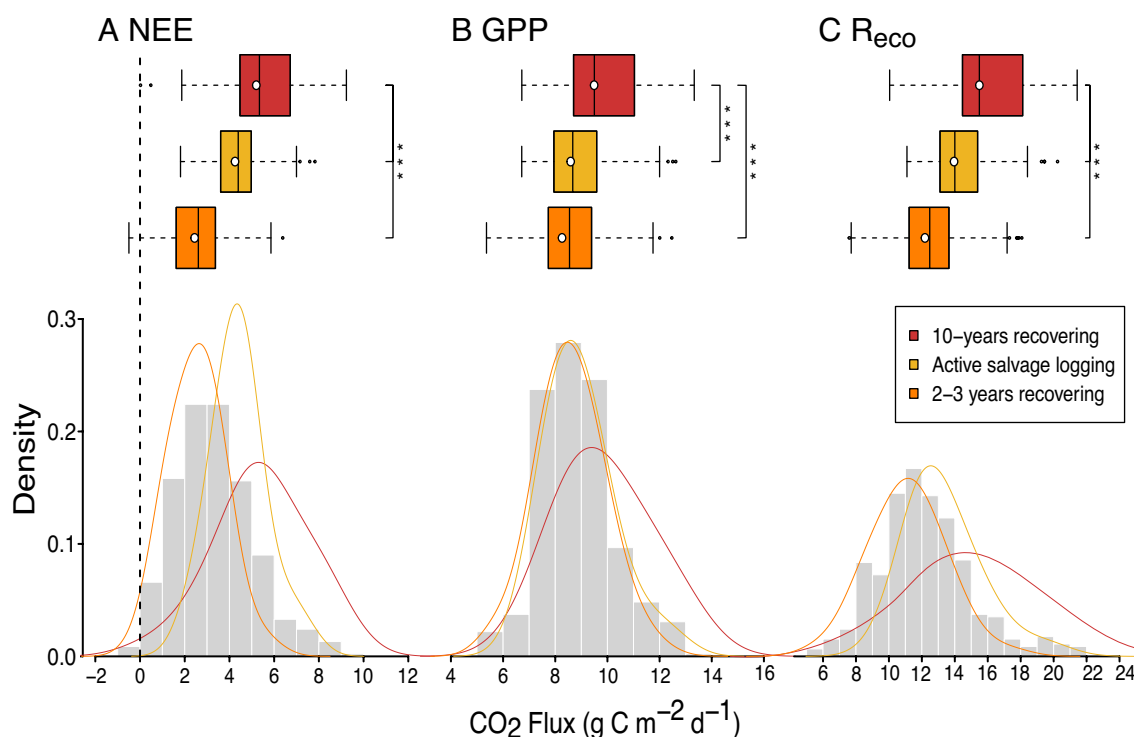 A NEE
B GPP
C Reco
* * *
* * *
* * *
* * *
0.3
0.2
0.1
0.0
Density
10−years recovering
Active salvage logging
2−3 years recovering
−2 0 2 4 6 8 10 12 4 6 8 10 12 14 16 5 6 8 10 12 14 16 18 20 22 24
CO2 Flux (g C m−2 d−1)